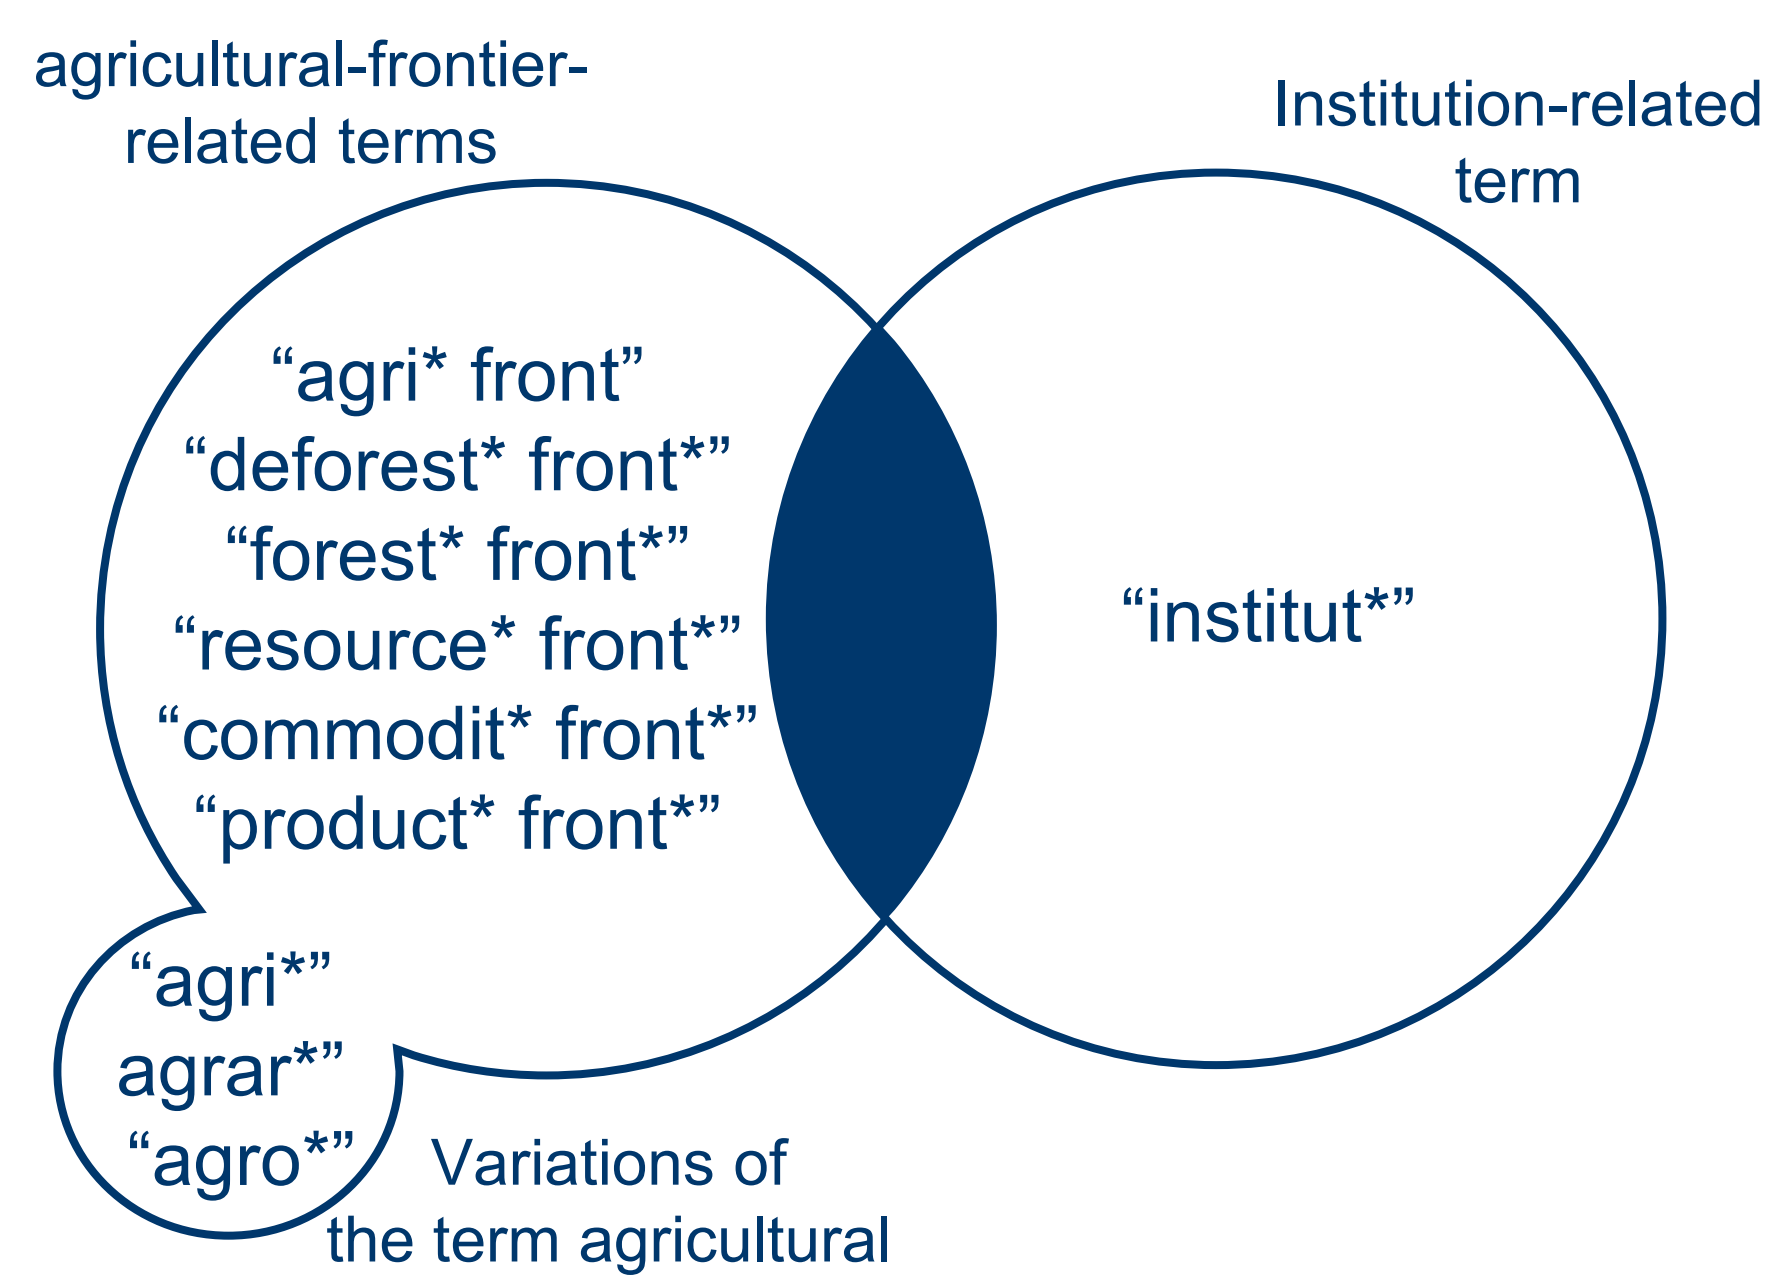 agricultural-frontier-
related terms
Institution-related
term
“agri* front”
“deforest* front*”
“forest* front*”
“resource* front*”
“commodit* front*”
“product* front*”
“institut*”
“agri*”
agrar*”
“agro*”
Variations of
the term agricultural